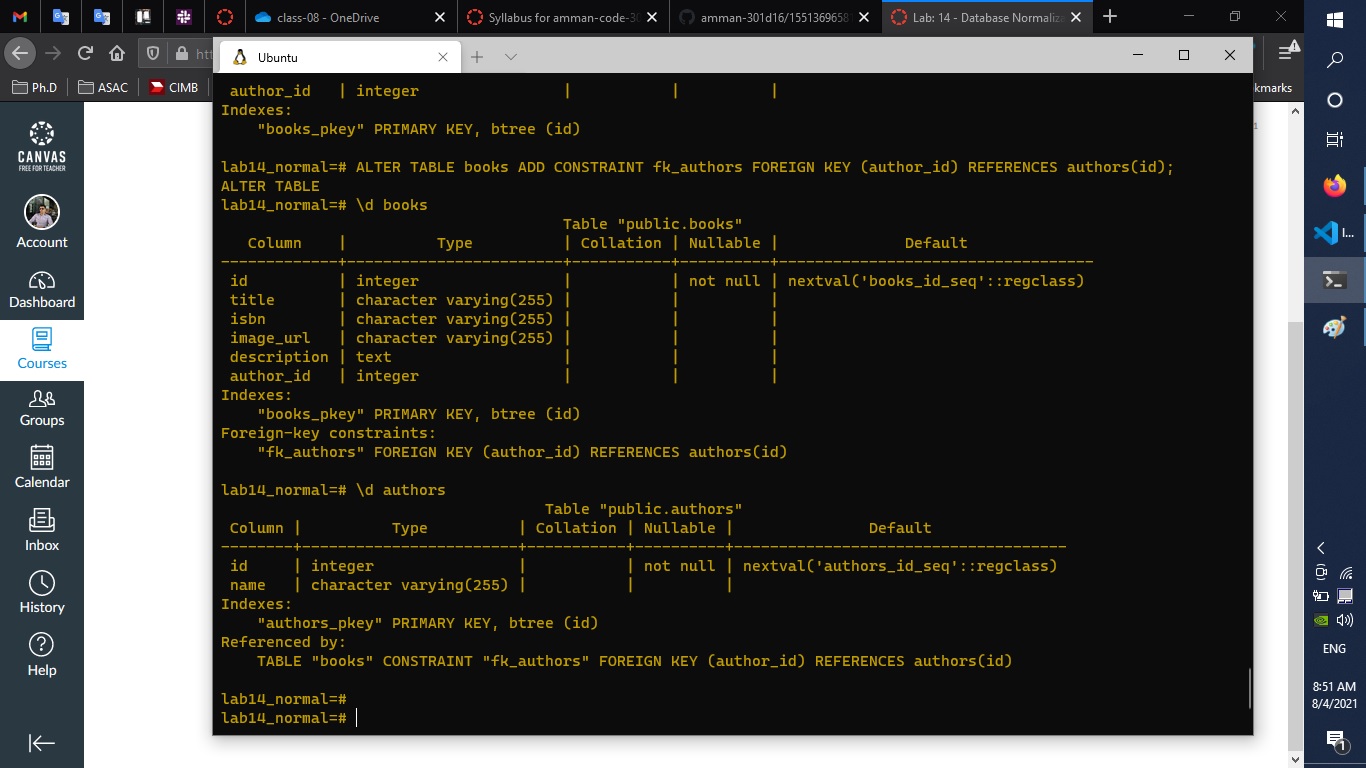 class-08 - OneDrive
Syllabus for amman-code-30
amman-301d16/1551369658
Lab: 14 - Database Normaliza
Ph.D
ASAC
CIMB
kmarks
Ubuntu
CANVAS
FREE FOR TEACHER
Account
Dashboard
Courses
Groups
Calendar
Inbox
History
Help
author_id | integer | | |
Indexes:
"books_pkey" PRIMARY KEY, btree (id)
lab14_normal=# ALTER TABLE books ADD CONSTRAINT fk_authors FOREIGN KEY (author_id) REFERENCES authors(id);
ALTER TABLE
lab14_normal=# \d books
Table "public.books"
Column | Type | Collation | Nullable | Default
-------------+------------------------+-----------+----------+-----------------------------------
id | integer | | not null | nextval('books_id_seq'::regclass)
title | character varying(255) | | |
isbn | character varying(255) | | |
image_url | character varying(255) | | |
description | text | | |
author_id | integer | | |
Indexes:
"books_pkey" PRIMARY KEY, btree (id)
Foreign-key constraints:
"fk_authors" FOREIGN KEY (author_id) REFERENCES authors(id)
lab14_normal=# \d authors
Table "public.authors"
Column | Type | Collation | Nullable | Default
--------+------------------------+-----------+----------+-------------------------------------
id | integer | | not null | nextval('authors_id_seq'::regclass)
name | character varying(255) | | |
Indexes:
"authors_pkey" PRIMARY KEY, btree (id)
Referenced by:
TABLE "books" CONSTRAINT "fk_authors" FOREIGN KEY (author_id) REFERENCES authors(id)
lab14_normal=#
lab14_normal=#
I...
ENG
8:51 AM
8/4/2021
1